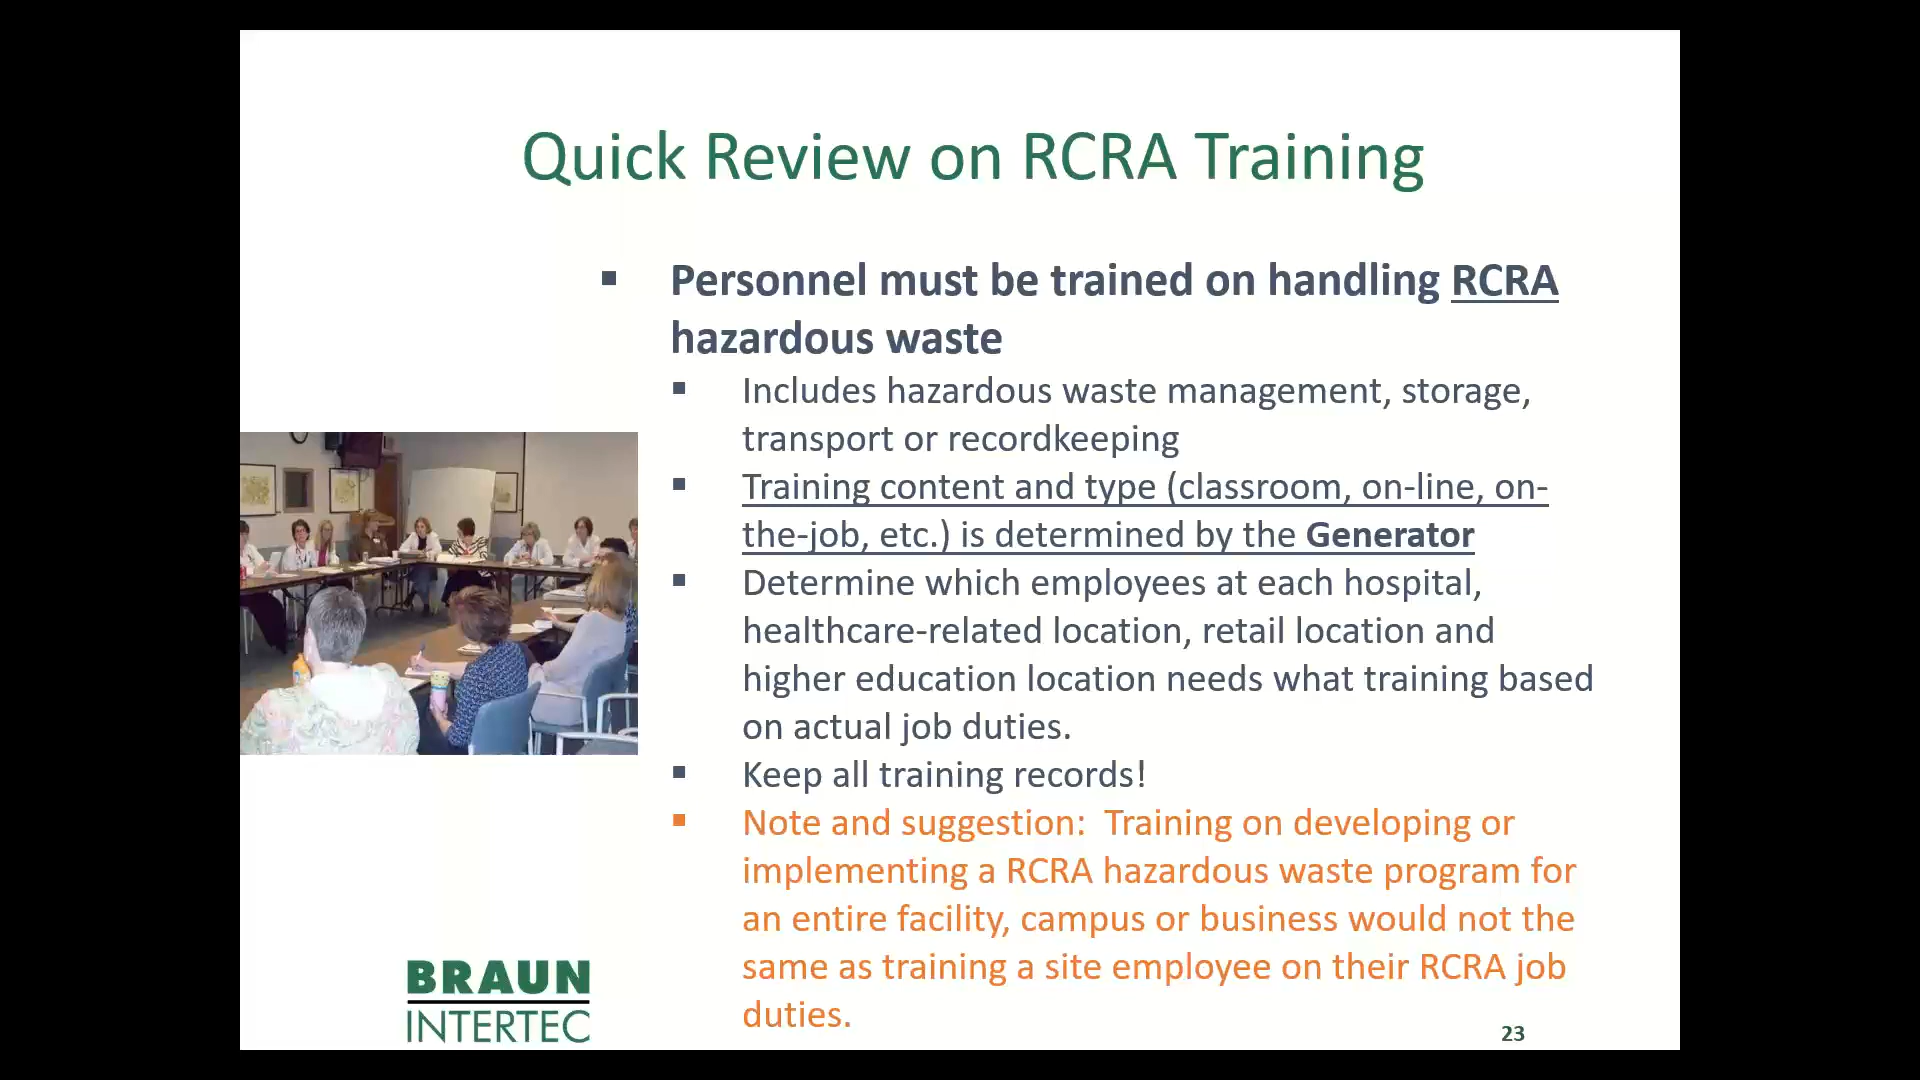 Quick Review on RCRA Training
▪ Personnel must be trained on handling RCRA
hazardous waste
▪ Includes hazardous waste management, storage,
transport or recordkeeping
▪ Training content and type (classroom, on-line, on-
the-job, etc.) is determined by the Generator
▪ Determine which employees at each hospital,
healthcare-related location, retail location and
higher education location needs what training based
on actual job duties.
▪ Keep all training records!
▪ Note and suggestion: Training on developing or
implementing a RCRA hazardous waste program for
an entire facility, campus or business would not the
same as training a site employee on their RCRA job
duties.
BRAUN
INTERTEC
23